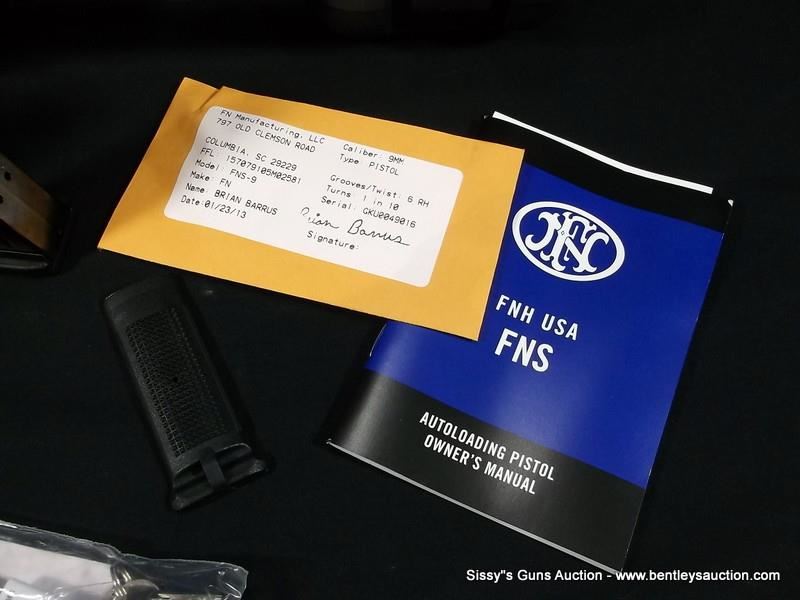 FN Manufacturing, LLC
797 OLD CLEMSON ROAD
COLUMBIA, SC 29229
FFL: 157079105M02581
Model: FNS-9
Make: FN
Name: BRIAN BARRUS
Date:01/23/13
Caliber: 9MM
Type: PISTOL
Grooves/Twist: 6 RH
Turns: 1 in 10
Serial: GKU0049016
Brian Barrus
Signature:
FN
FNH USA
FNS
AUTOLOADING PISTOL
OWNER'S MANUAL
Sissy"s Guns Auction - www.bentleysauction.com